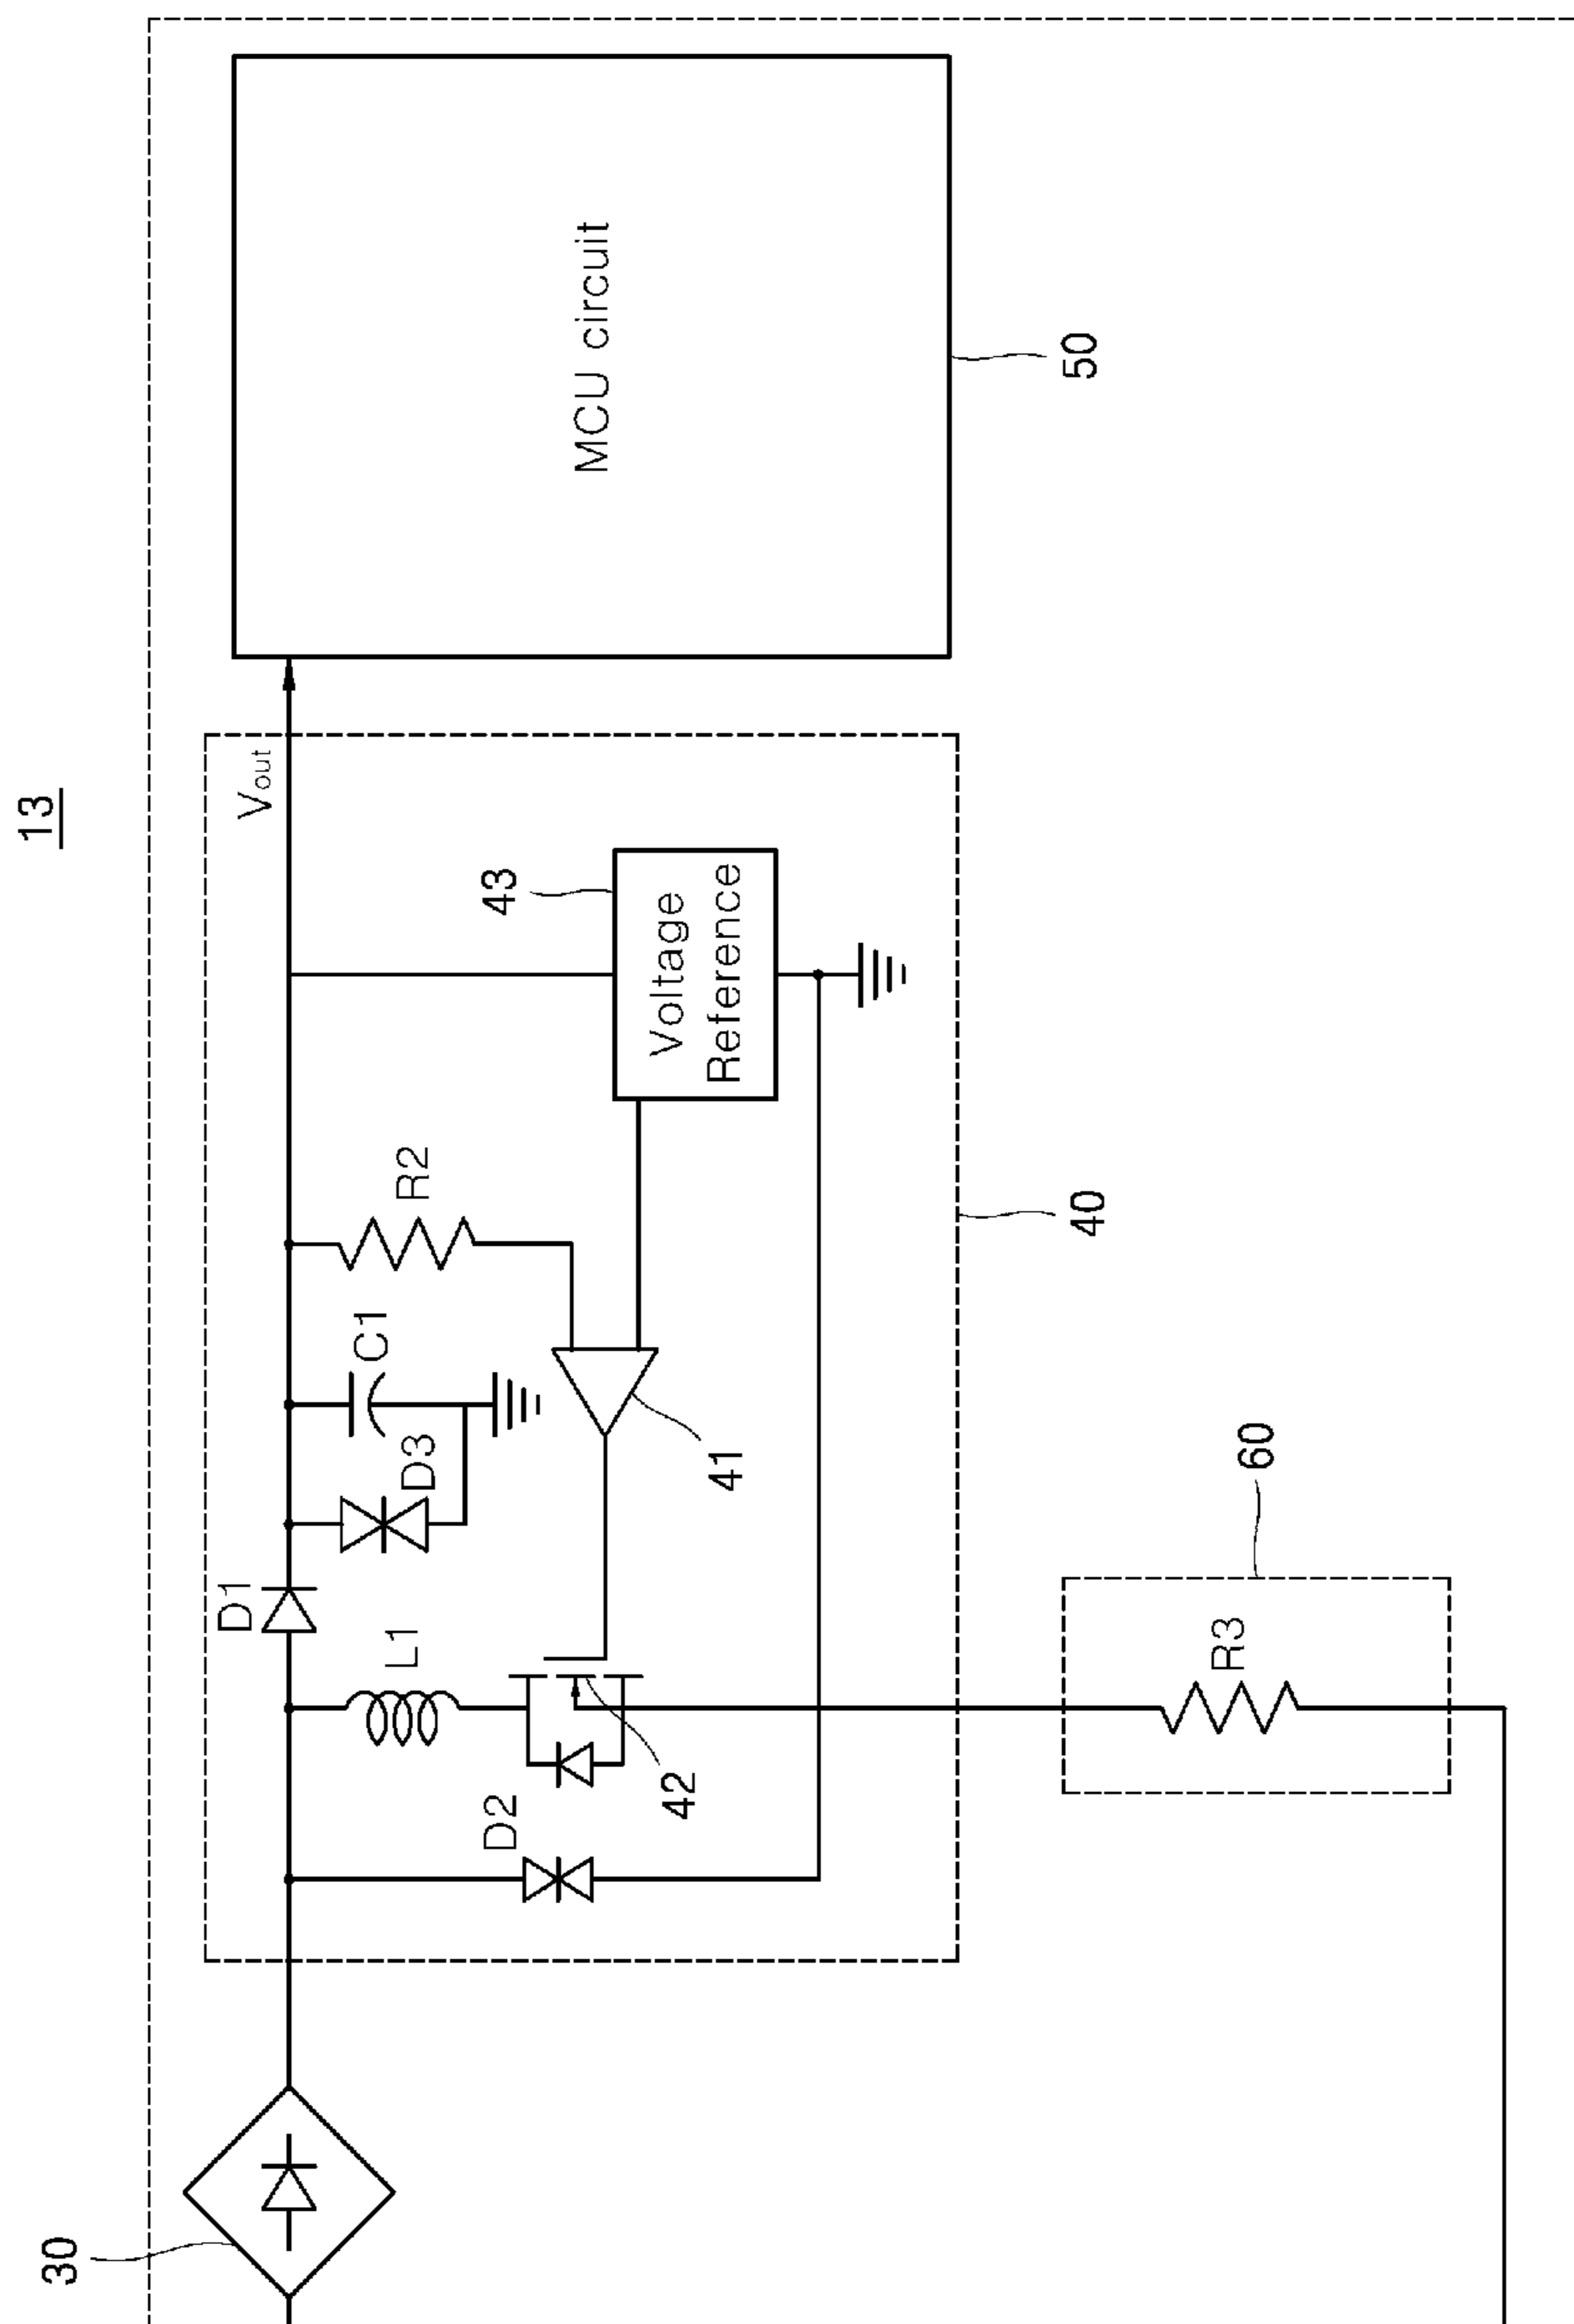 13
30
D1
Vout
L1
C1
R2
D3
D2
43
MCU circuit
Voltage
Reference
42
41
40
50
R3
60